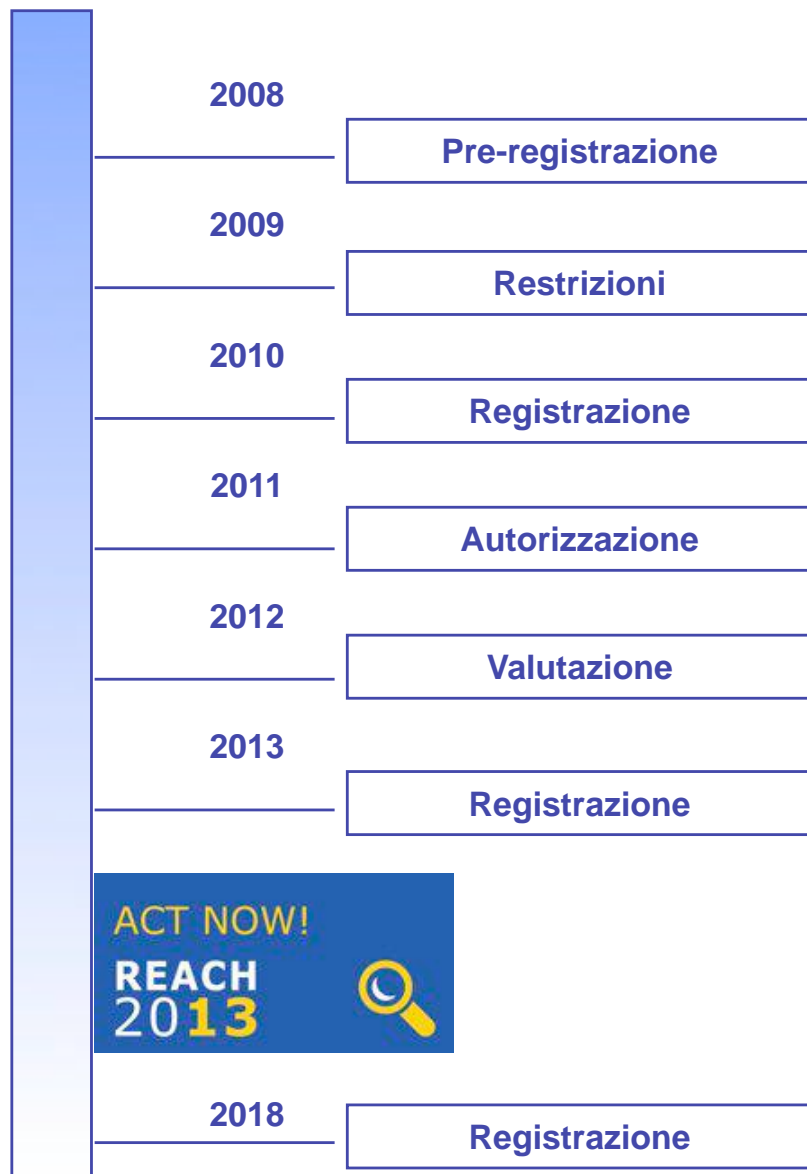 2008
Pre-registrazione
2009
Restrizioni
2010
Registrazione
2011
Autorizzazione
2012
Valutazione
2013
Registrazione
ACT NOW!
REACH
2013
2018
Registrazione